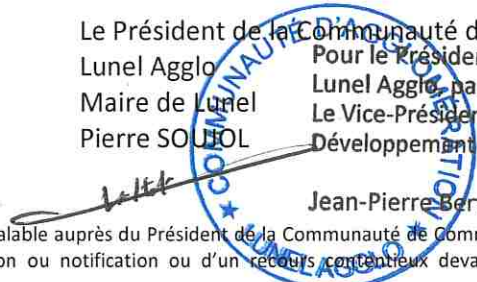 Le Président de la Communauté d
Lunel Agglo
Maire de Lunel
Pierre SOUJOL
Pour le Présiden
Lunel Agglo, pa
Le Vice-Présiden
Développement
Jean-Pierre Ber
COMMUNAUTÉ D'AGGLOMÉRATION
★ LUNEL AGGLO ★
alable auprès du Président de la Communauté de Comm
on ou notification ou d'un recours contentieux deva